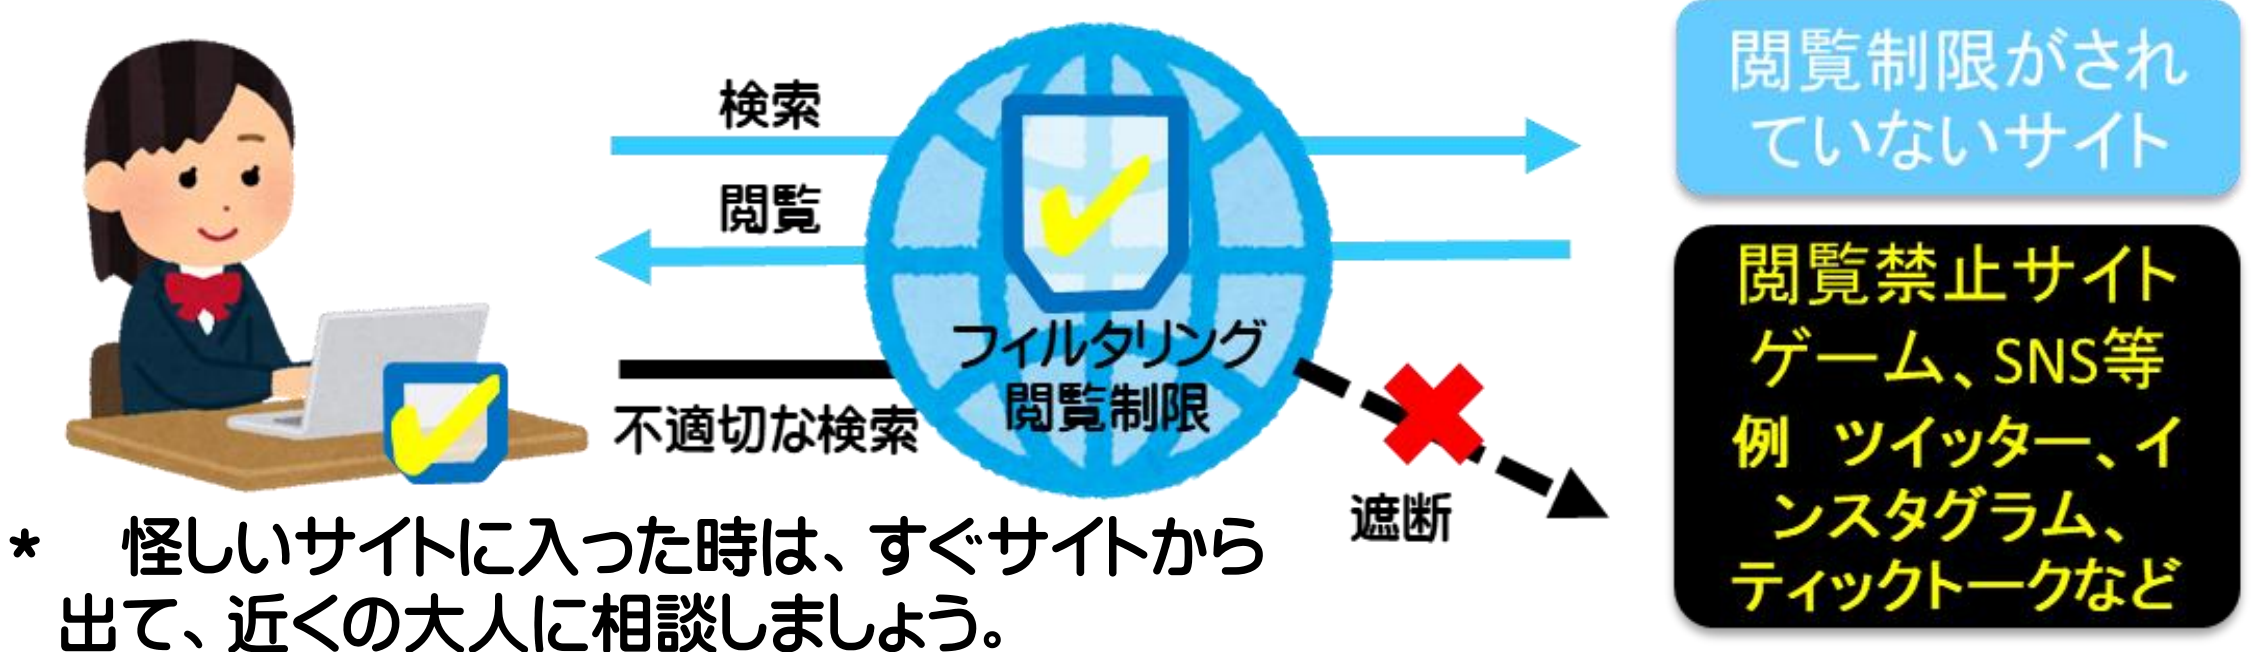 検索
閲覧
不適切な検索
フィルタリング
閲覧制限
遮断
閲覧制限がされ
ていないサイト
閲覧禁止サイト
ゲーム、SNS等
例　ツイッター、イ
ンスタグラム、
ティックトークなど
*　怪しいサイトに入った時は、すぐサイトから
出て、近くの大人に相談しましょう。